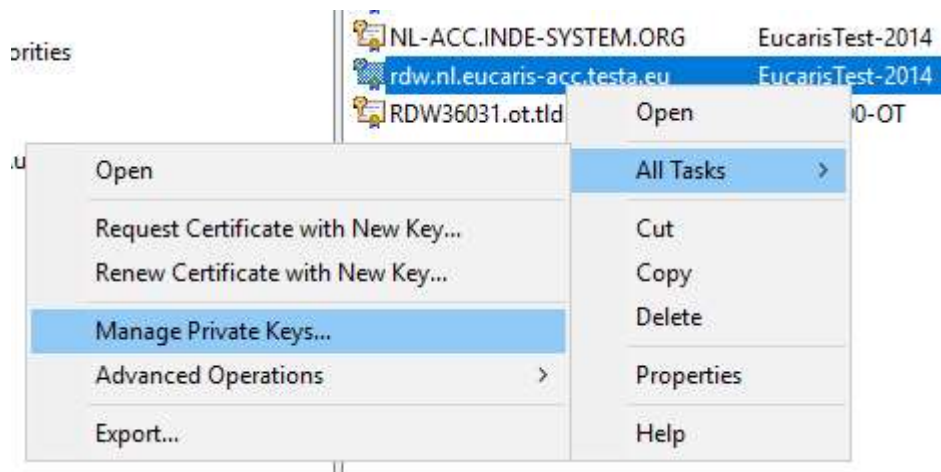 NL-ACC.INDE-SYSTEM.ORG EucarisTest-2014
orities
rdw.nl.eucaris-acc.testa.eu EucarisTest-2014
RDW36031.ot.tld 00-OT
Open
All Tasks >
Cut
Copy
Delete
Properties
Help
Open
Request Certificate with New Key...
Renew Certificate with New Key...
Manage Private Keys...
Advanced Operations >
Export...